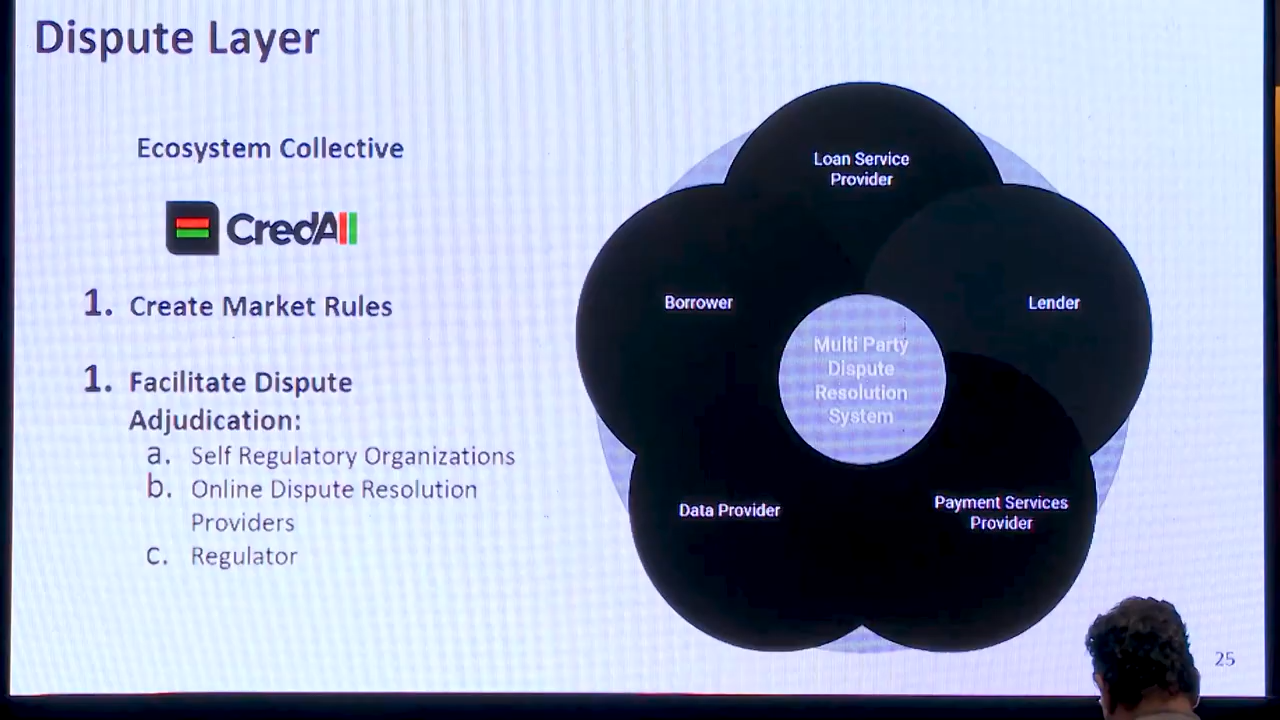 Dispute Layer
Ecosystem Collective
CredAll
1. Create Market Rules
1. Facilitate Dispute
Adjudication:
a. Self Regulatory Organizations
b. Online Dispute Resolution
Providers
c. Regulator
Loan Service
Provider
Borrower
Lender
Multi Party
Dispute
Resolution
System
Data Provider
Payment Services
Provider
25